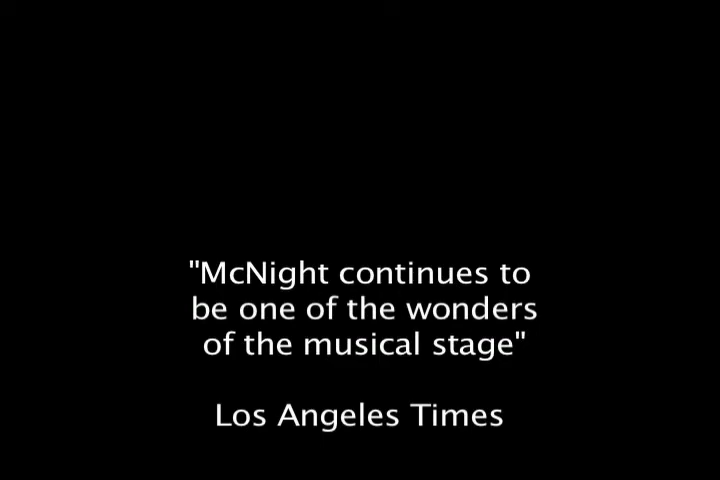 "McNight continues to
be one of the wonders
of the musical stage"
Los Angeles Times